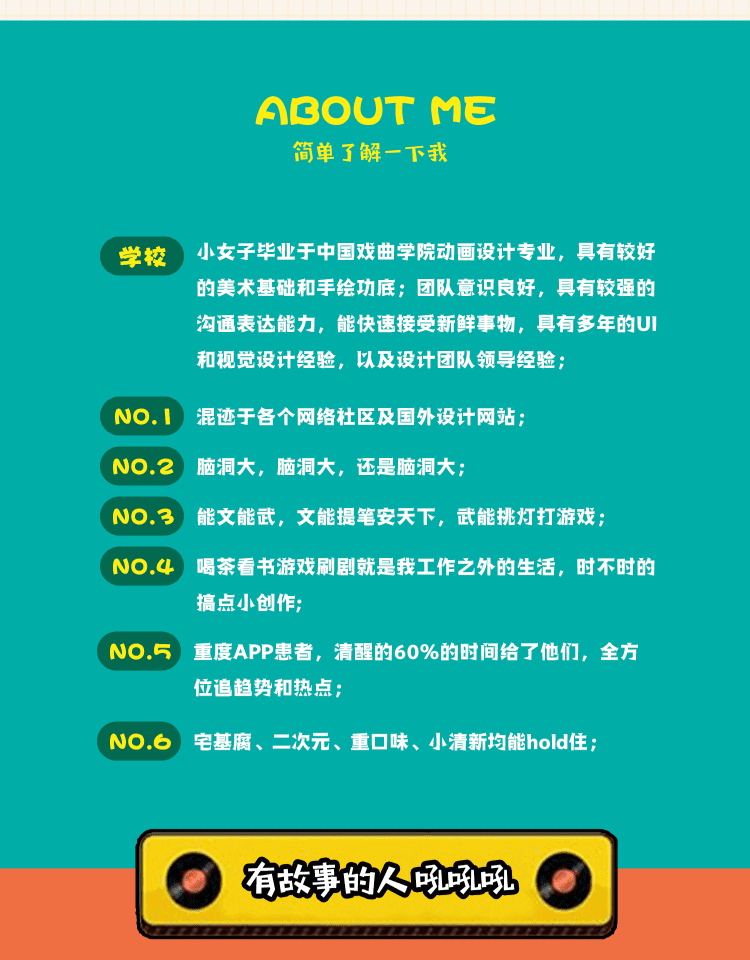 ABOUT ME
简单了解一下我
学校
小女子毕业于中国戏曲学院动画设计专业，具有较好
的美术基础和手绘功底；团队意识良好，具有较强的
沟通表达能力，能快速接受新鲜事物，具有多年的UI
和视觉设计经验，以及设计团队领导经验；
NO.1 混迹于各个网络社区及国外设计网站；
NO.2 脑洞大，脑洞大，还是脑洞大；
NO.3 能文能武，文能提笔安天下，武能挑灯打游戏；
NO.4 喝茶看书游戏刷剧就是我工作之外的生活，时不时的
搞点小创作;
NO.5 重度APP患者，清醒的60%的时间给了他们，全方
位追趋势和热点；
NO.6 宅基腐、二次元、重口味、小清新均能hold住；
有故事的人吼吼吼